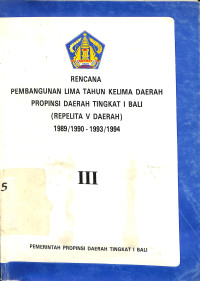 RENCANA
PEMBANGUNAN LIMA TAHUN KELIMA DAERAH
PROPINSI DAERAH TINGKAT I BALI
(REPELITA V DAERAH)
1989/1990 - 1993/1994
5
III
PEMERINTAH PROPINSI DAERAH TINGKAT I BALI